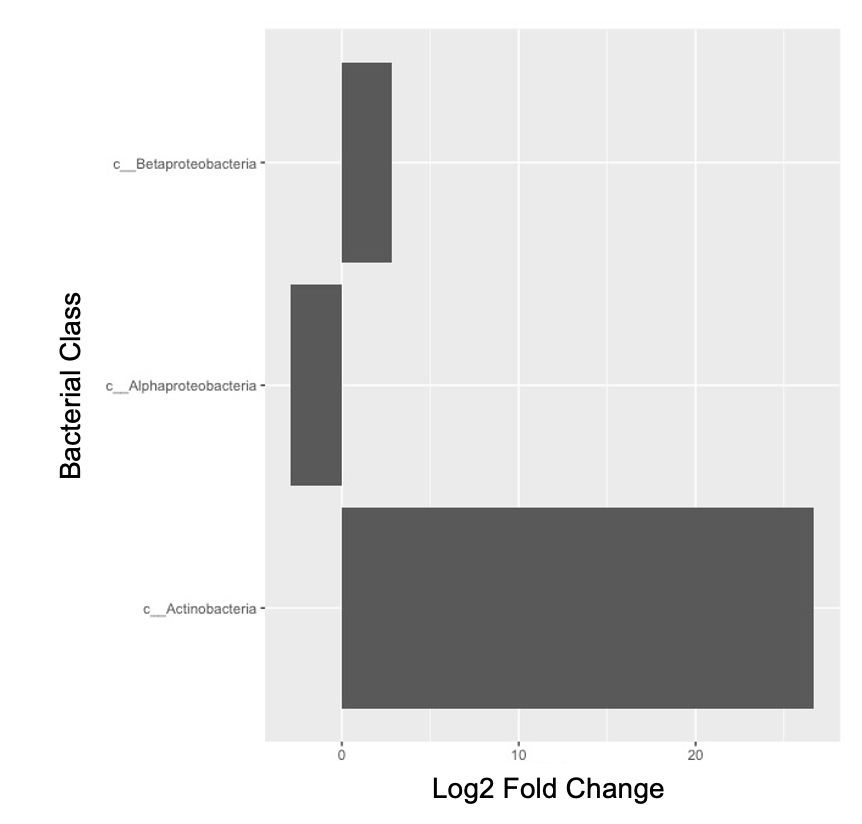 Bacterial Class
c__Betaproteobacteria
c__Alphaproteobacteria
c__Actinobacteria
0
10
20
Log2 Fold Change